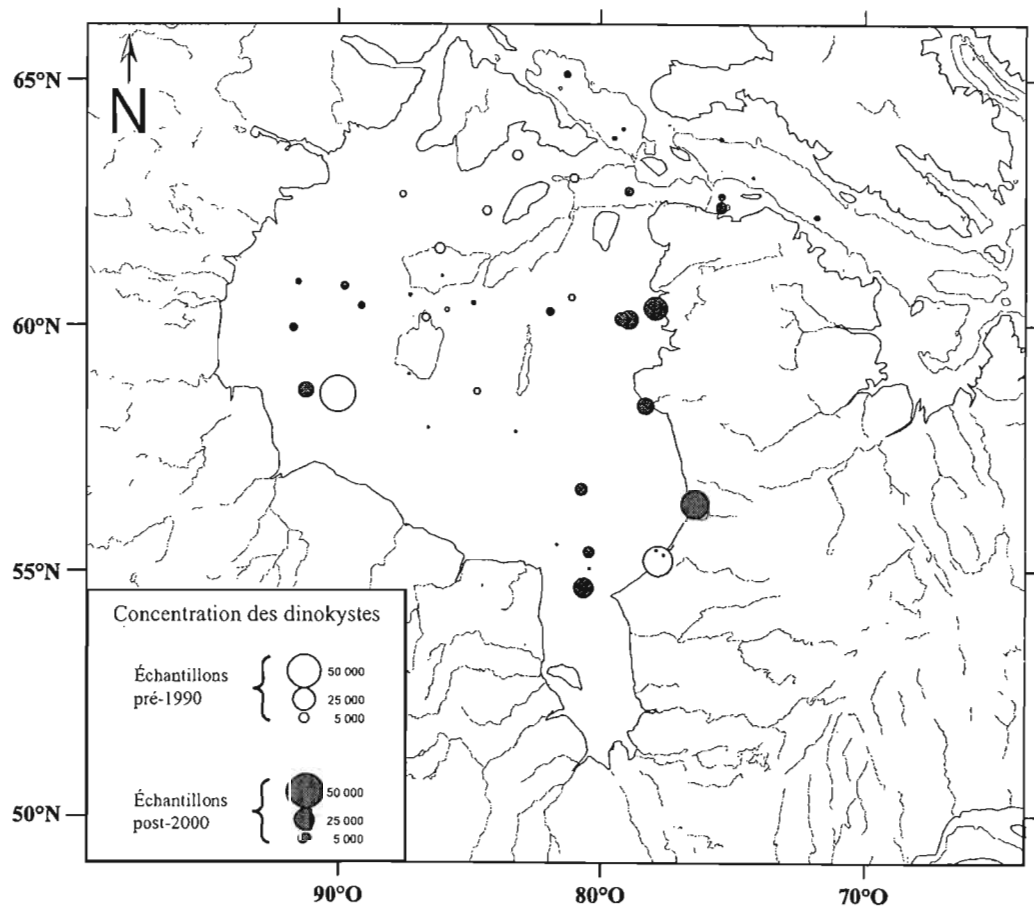 65°N
N
60°N
55°N
50°N
Concentration des dinokystes
Échantillons
pré-1990
50 000
25 000
5 000
Échantillons
post-2000
50 000
25 000
5 000
90°O
80°O
70°O